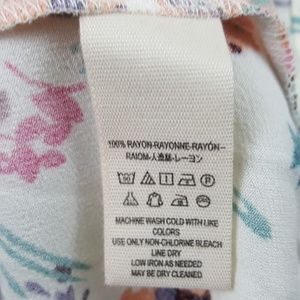 100% RAYON-RAYONNE-RAYÓN-
RAIOM-人造絲-レーヨン
MACHINE WASH COLD WITH LIKE
COLORS
USE ONLY NON-CHLORINE BLEACH
LINE DRY
LOW IRON AS NEEDED
MAY BE DRY CLEANED